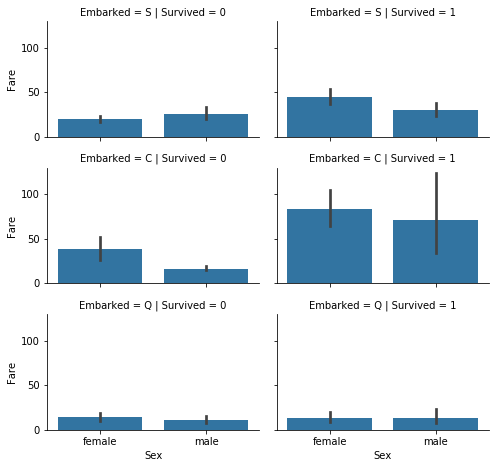 Embarked = S | Survived = 0
Embarked = S | Survived = 1
100
50
0
Fare
Embarked = C | Survived = 0
Embarked = C | Survived = 1
100
50
0
Fare
Embarked = Q | Survived = 0
Embarked = Q | Survived = 1
100
50
0
Fare
female
male
female
male
Sex
Sex